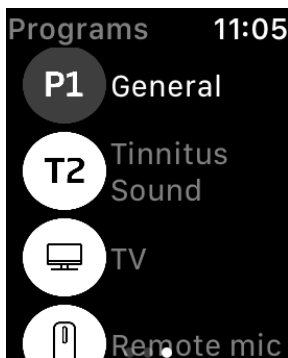 Programs 11:05
P1 General
T2 Tinnitus
Sound
TV
Remote mic